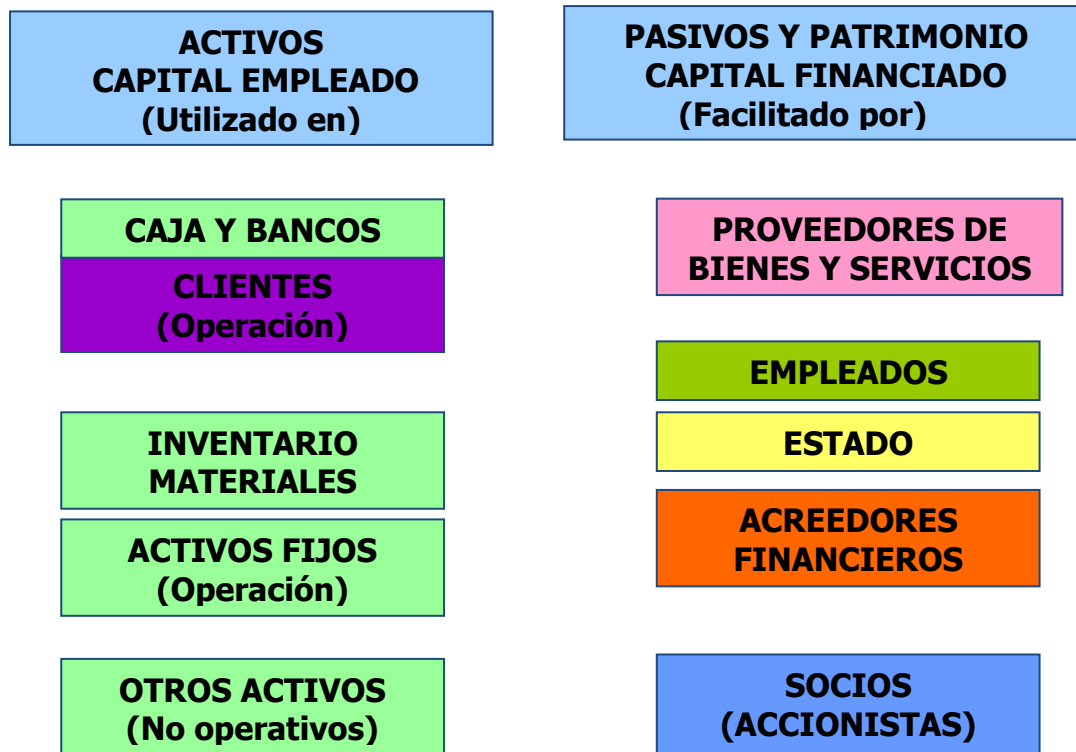 ACTIVOS
CAPITAL EMPLEADO
(Utilizado en)
PASIVOS Y PATRIMONIO
CAPITAL FINANCIADO
(Facilitado por)
CAJA Y BANCOS
CLIENTES
(Operación)
INVENTARIO
MATERIALES
ACTIVOS FIJOS
(Operación)
OTROS ACTIVOS
(No operativos)
PROVEEDORES DE
BIENES Y SERVICIOS
EMPLEADOS
ESTADO
ACREEDORES
FINANCIEROS
SOCIOS
(ACCIONISTAS)